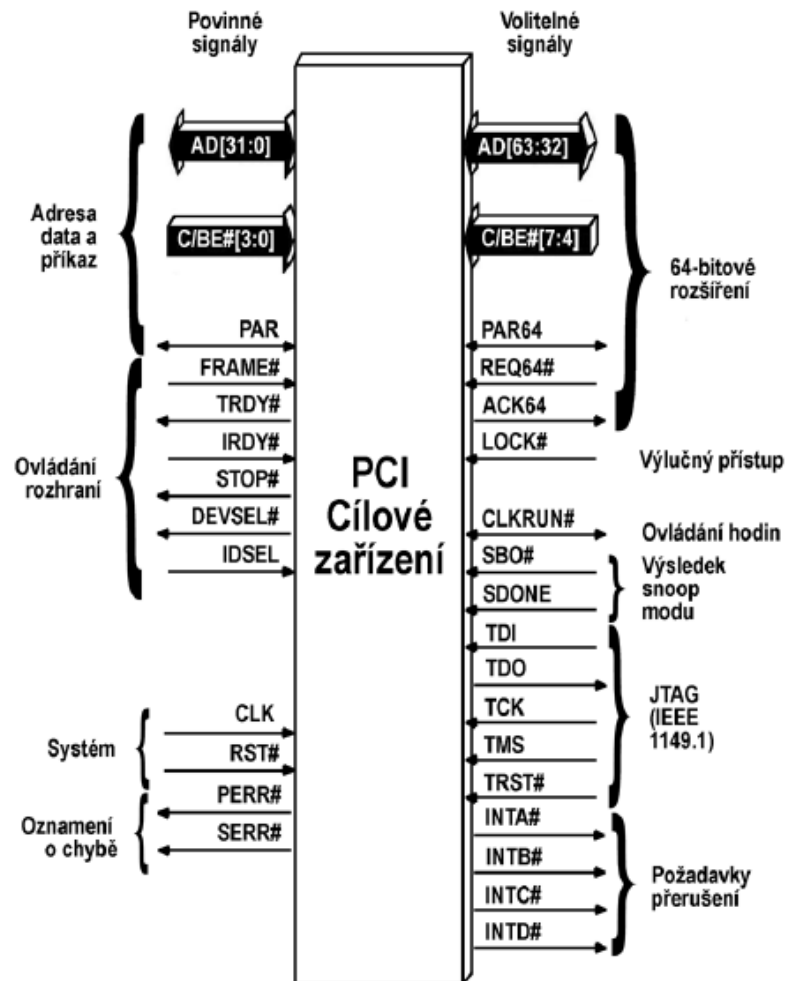 Povinné
signály
Volitelné
signály
AD[31:0]
AD[63:32]
Adresa
data a
příkaz
C/BE#[3:0]
C/BE#[7:4]
64-bitové
rozšíření
PAR
PAR64
FRAME#
REQ64#
TRDY#
ACK64
IRDY#
LOCK#
Výlučný přístup
Ovládání
rozhraní
STOP#
DEVSEL#
CLKRUN#
Ovládání hodin
IDSEL
SBO#
SDONE
Výsledek
snoop
modu
PCI
Cílové
zařízení
TDI
TDO
TCK
TMS
TRST#
JTAG
(IEEE
1149.1)
Systém
CLK
RST#
Oznamení
o chybě
PERR#
SERR#
INTA#
INTB#
INTC#
INTD#
Požadavky
přerušení